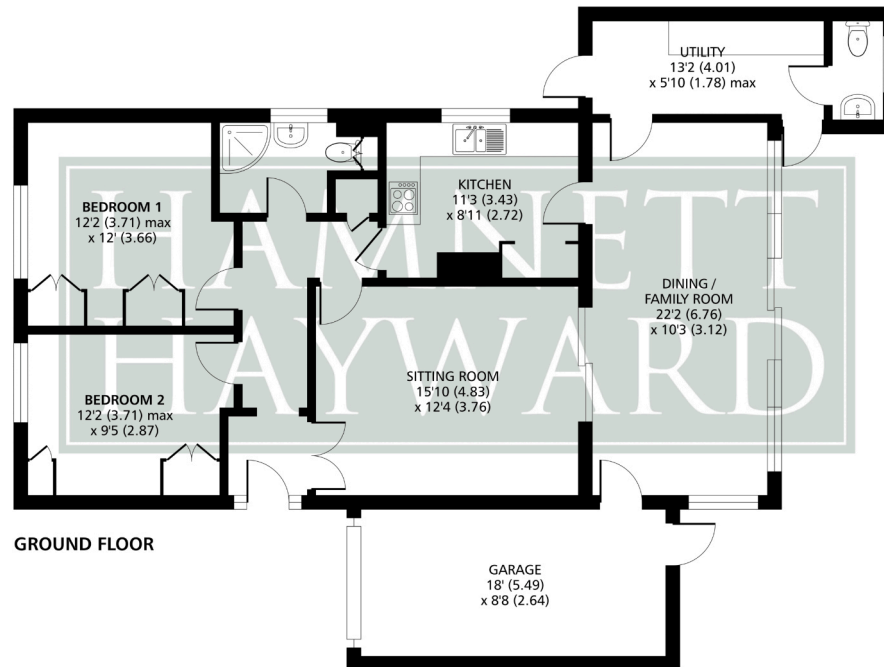 UTILITY
13'2 (4.01)
x 5'10 (1.78) max
BEDROOM 1
12'2 (3.71) max
x 12' (3.66)
KITCHEN
11'3 (3.43)
x 8'11 (2.72)
HAMNETT
HAYWARD
DINING /
FAMILY ROOM
22'2 (6.76)
x 10'3 (3.12)
SITTING ROOM
15'10 (4.83)
x 12'4 (3.76)
BEDROOM 2
12'2 (3.71) max
x 9'5 (2.87)
GROUND FLOOR
GARAGE
18' (5.49)
x 8'8 (2.64)